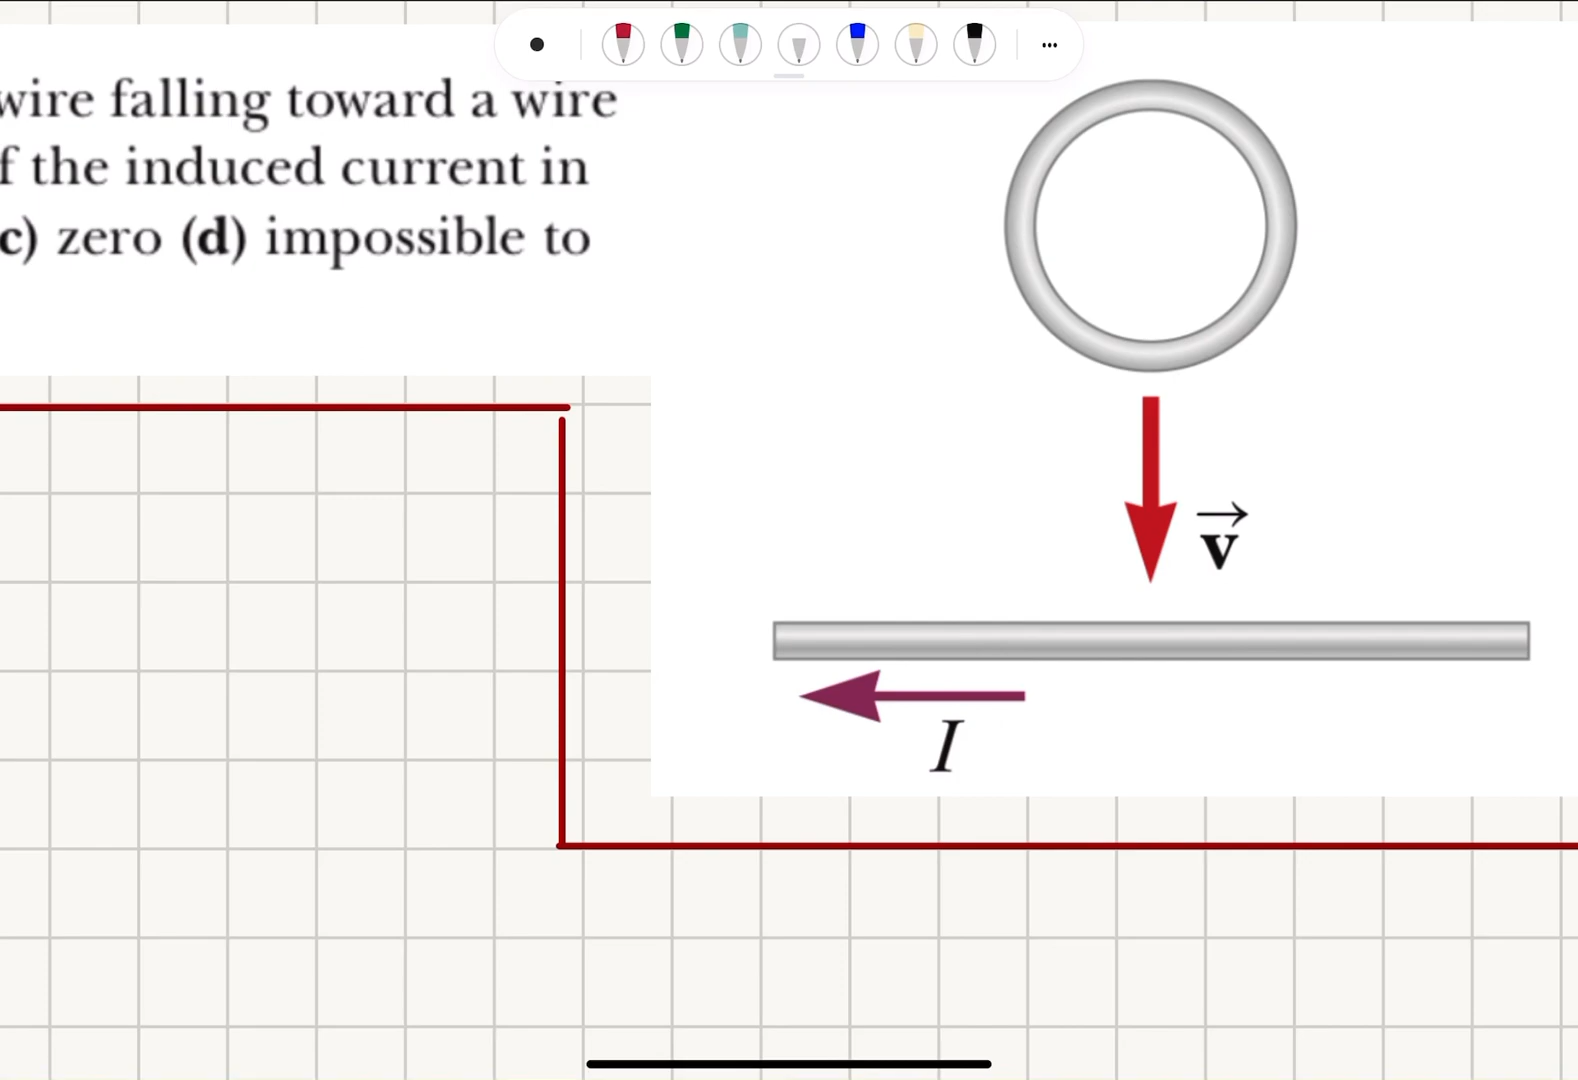 wire falling toward a wire
f the induced current in
c) zero (d) impossible to
v
I